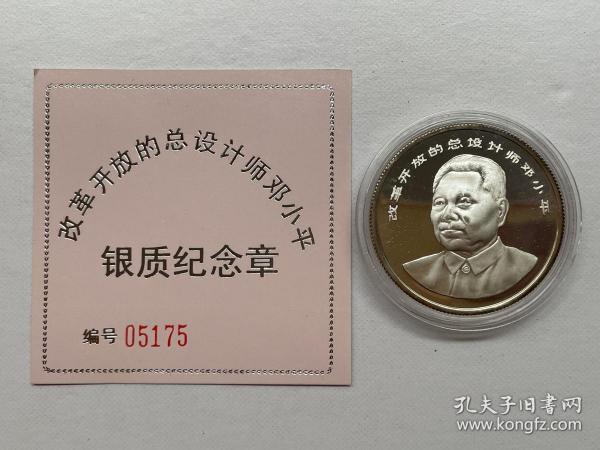 改革开放的总设计师邓小平
银质纪念章
编号 05175
改革开放的总设计师邓小平
孔夫子旧书网
www.kongfz.com